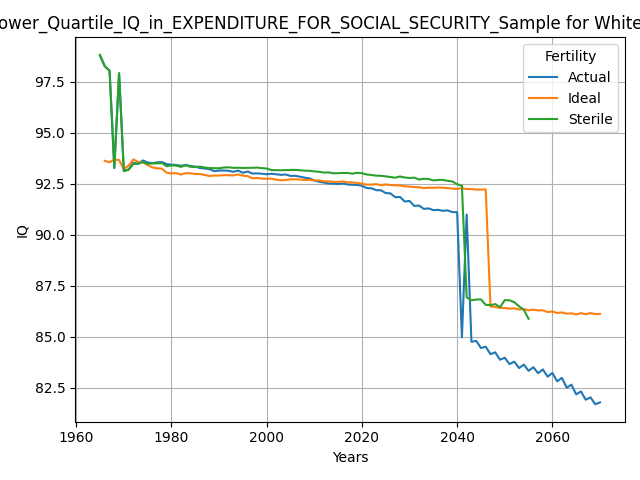 ower_Quartile_IQ_in_EXPENDITURE_FOR_SOCIAL_SECURITY_Sample for White
Fertility
Actual
Ideal
Sterile
97.5
95.0
92.5
90.0
87.5
85.0
82.5
IQ
1960
1980
2000
2020
2040
2060
Years